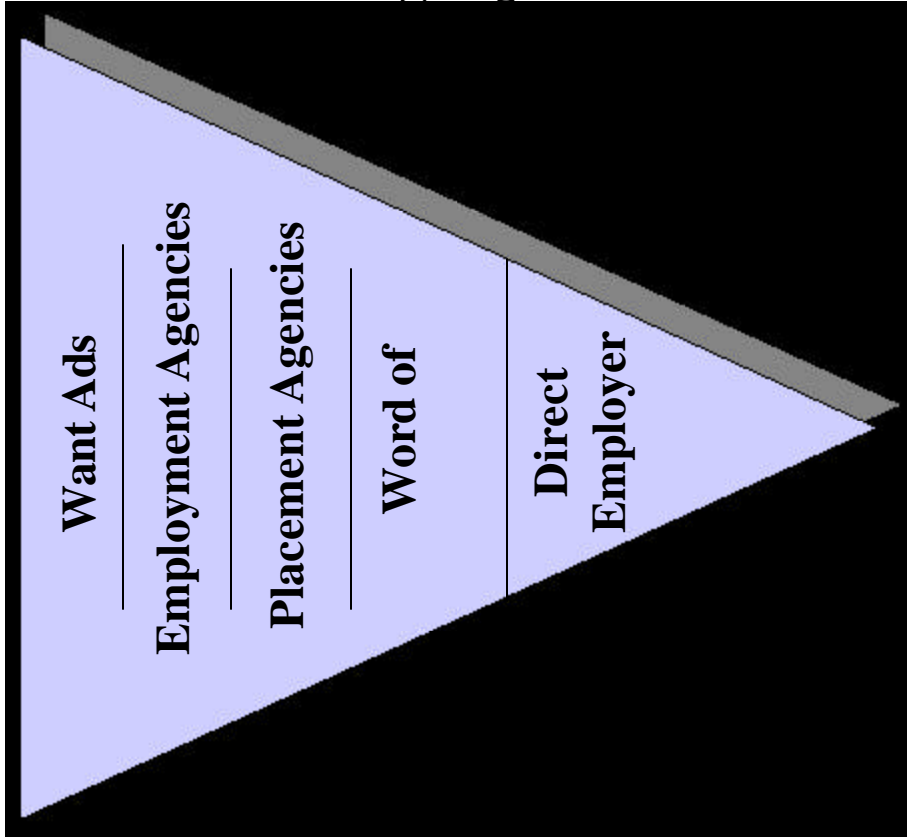 Want Ads
Employment Agencies
Placement Agencies
Word of
Direct
Employer